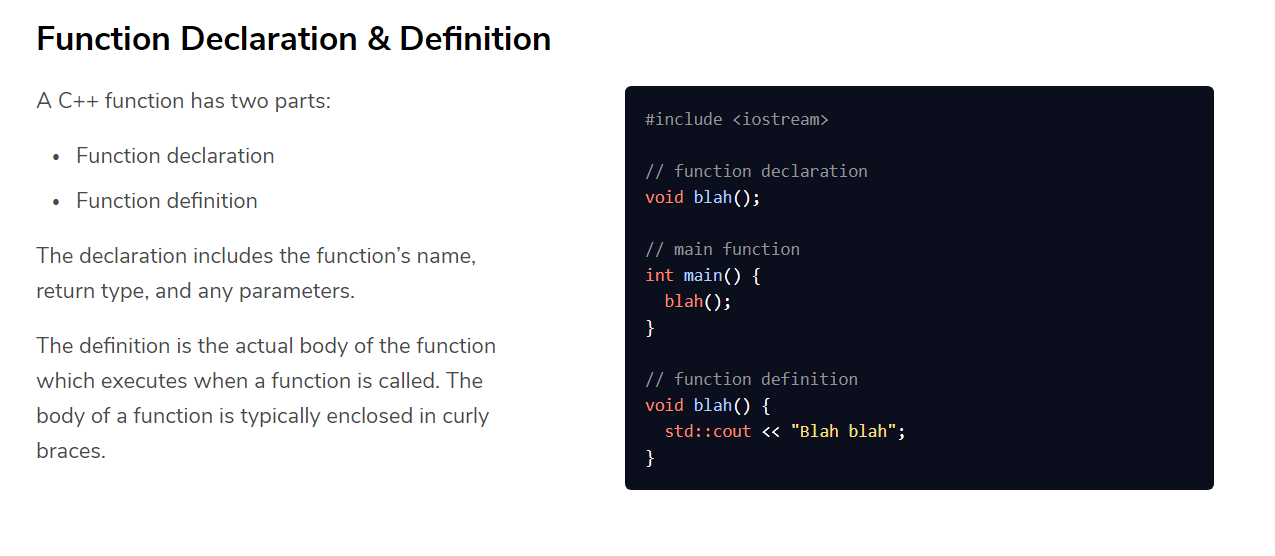 Function Declaration & Definition
A C++ function has two parts:
• Function declaration
• Function definition
The declaration includes the function’s name,
return type, and any parameters.
The definition is the actual body of the function
which executes when a function is called. The
body of a function is typically enclosed in curly
braces.
#include <iostream>
// function declaration
void blah();
// main function
int main() {
  blah();
}
// function definition
void blah() {
  std::cout << "Blah blah";
}